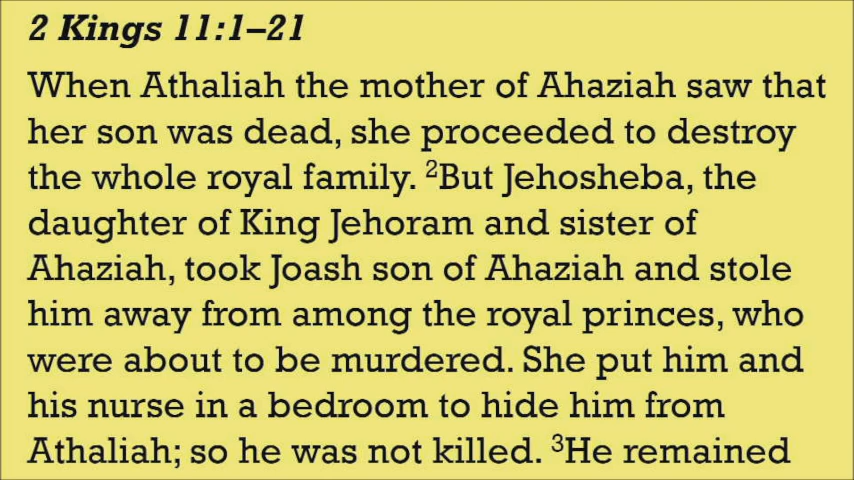 2 Kings 11:1–21
When Athaliah the mother of Ahaziah saw that
her son was dead, she proceeded to destroy
the whole royal family. ²But Jehosheba, the
daughter of King Jehoram and sister of
Ahaziah, took Joash son of Ahaziah and stole
him away from among the royal princes, who
were about to be murdered. She put him and
his nurse in a bedroom to hide him from
Athaliah; so he was not killed. ³He remained